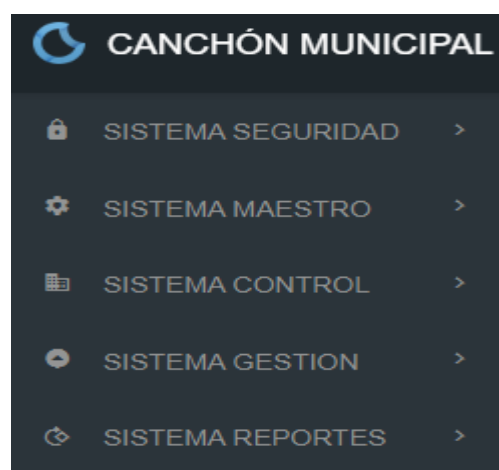 CANCHÓN MUNICIPAL
SISTEMA SEGURIDAD >
SISTEMA MAESTRO >
SISTEMA CONTROL >
SISTEMA GESTION >
SISTEMA REPORTES >